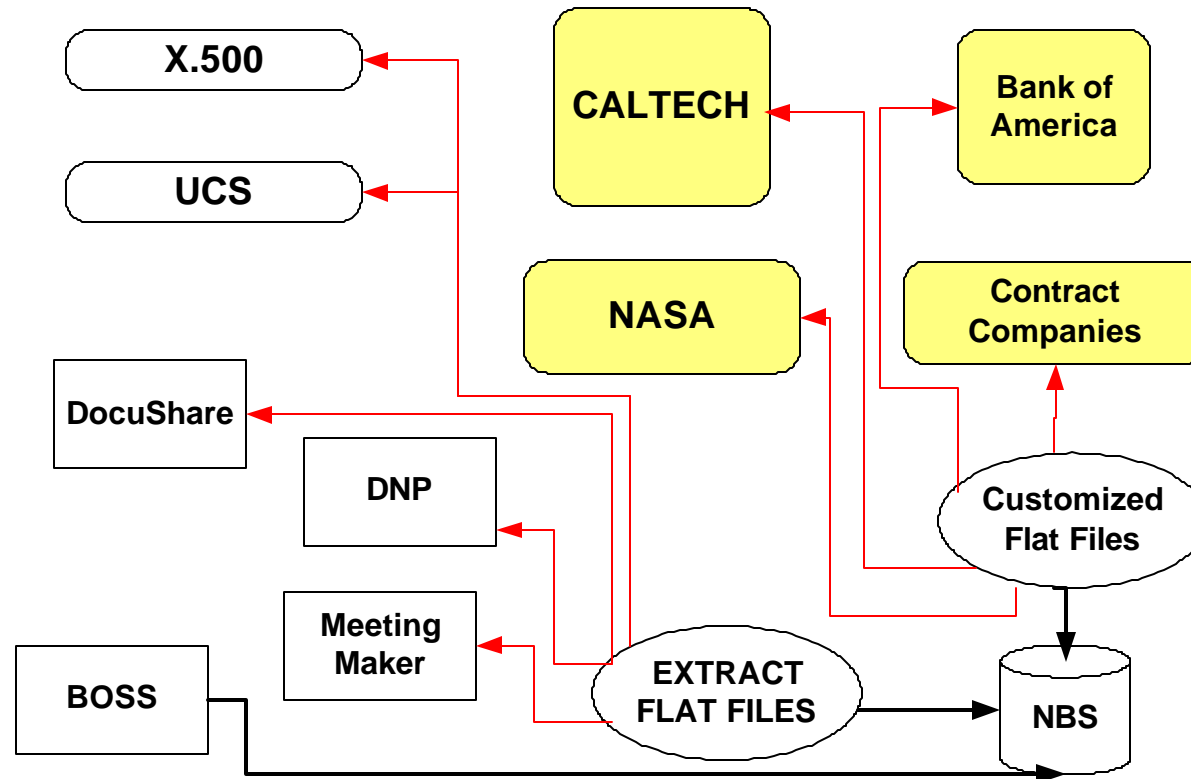 X.500
CALTECH
Bank of
America
UCS
NASA
Contract
Companies
DocuShare
DNP
Customized
Flat Files
Meeting
Maker
BOSS
EXTRACT
FLAT FILES
NBS